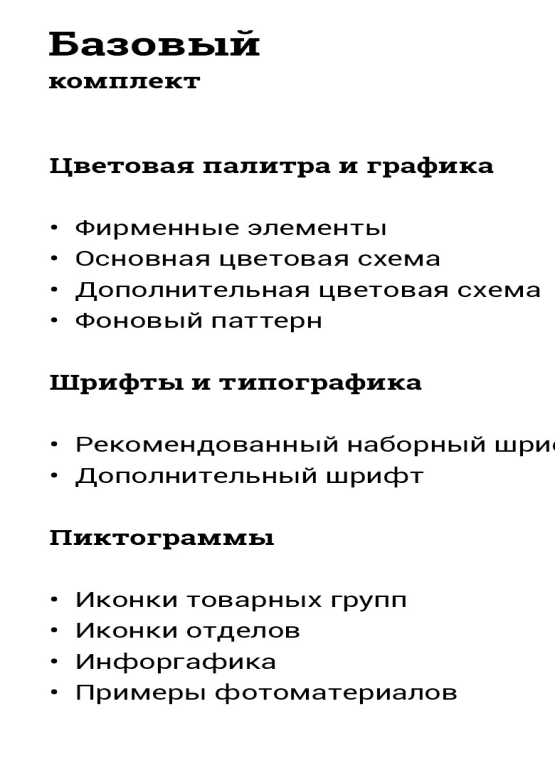 Базовый
комплект
Цветовая палитра и графика
• Фирменные элементы
• Основная цветовая схема
• Дополнительная цветовая схема
• Фоновый паттерн
Шрифты и типографика
• Рекомендованный наборный
• Дополнительный шрифт
Пиктограммы
• Иконки товарных групп
• Иконки отделов
• Инфоргафика
• Примеры фотоматериалов